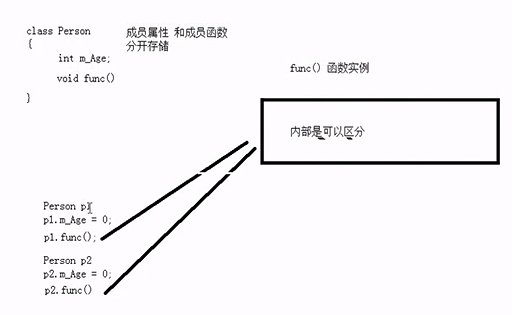 class Person
{
int m_Age;
void func()
}
成员属性 和成员函数
分开存储
func() 函数实例
内部是可以区分
Person p1
p1.m_Age = 0;
p1.func();
Person p2
p2.m_Age = 0;
p2.func()